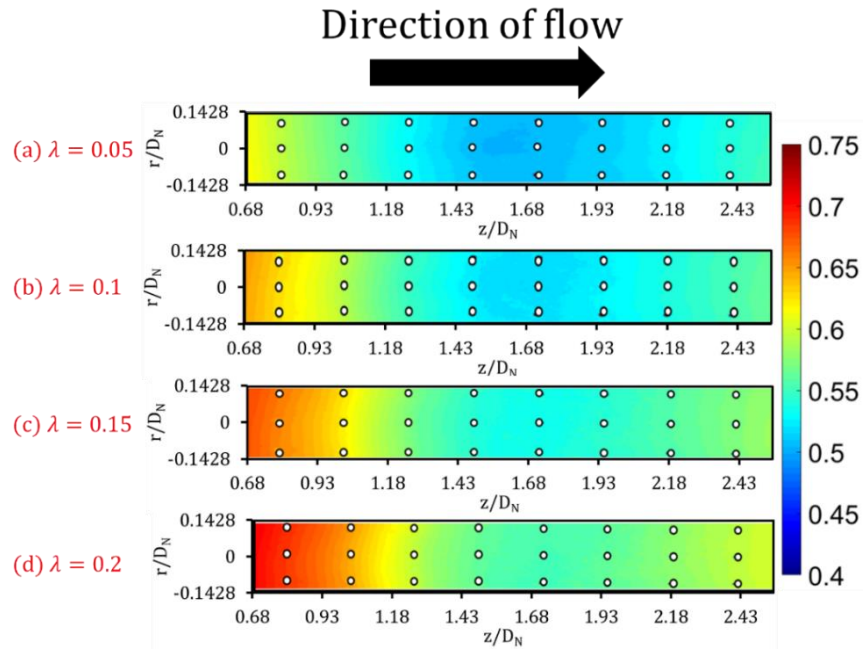 Direction of flow
(a) λ = 0.05
r/D_N
0.1428
0
-0.1428
0.68 0.93 1.18 1.43 1.68 1.93 2.18 2.43
z/D_N
(b) λ = 0.1
r/D_N
0.1428
0
-0.1428
0.68 0.93 1.18 1.43 1.68 1.93 2.18 2.43
z/D_N
(c) λ = 0.15
r/D_N
0.1428
0
-0.1428
0.68 0.93 1.18 1.43 1.68 1.93 2.18 2.43
z/D_N
(d) λ = 0.2
r/D_N
0.1428
0
-0.1428
0.68 0.93 1.18 1.43 1.68 1.93 2.18 2.43
z/D_N
0.75
0.7
0.65
0.6
0.55
0.5
0.45
0.4